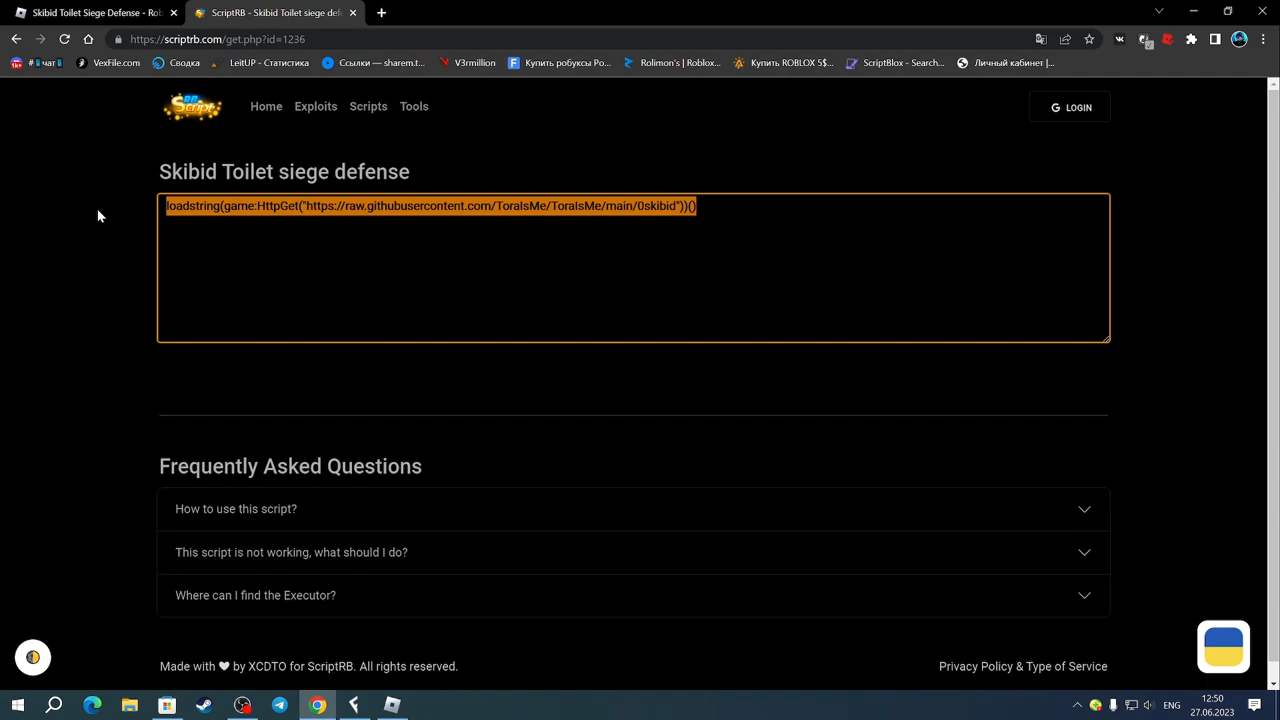 Skibid Toilet Siege Defense - Rob
ScriptRB - Skibid Toilet siege def
https://scriptrb.com/get.php?id=1236
VexFile.com
Сводка
LeitUP - Статистика
Ссылки — sharem.t...
V3rmillion
Купить робуксы Ро...
Rolimon's | Roblox...
Купить ROBLOX 5$...
ScriptBlox - Search...
Личный кабинет |...
RB
Script
Home
Exploits
Scripts
Tools
G LOGIN
Skibid Toilet siege defense
loadstring(game:HttpGet("https://raw.githubusercontent.com/ToraIsMe/ToraIsMe/main/0skibid"))()
Frequently Asked Questions
How to use this script?
This script is not working, what should I do?
Where can I find the Executor?
Made with ❤ by XCDTO for ScriptRB. All rights reserved.
Privacy Policy & Type of Service
ENG
12:50
27.06.2023